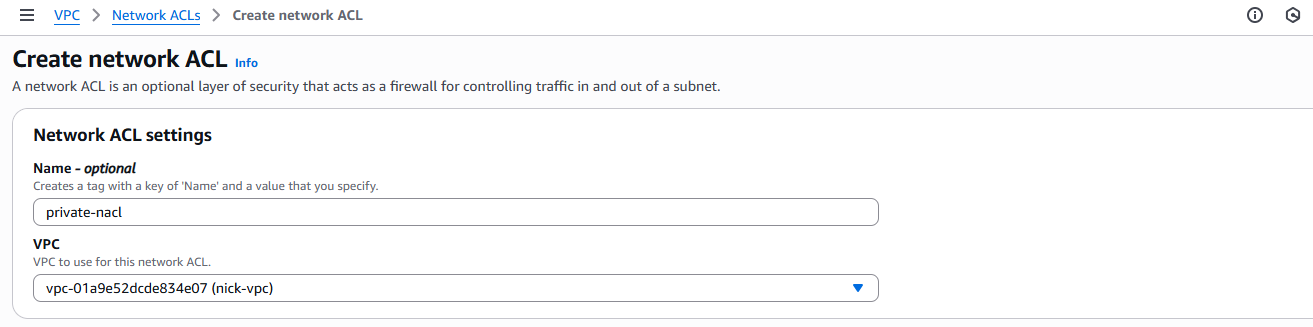 VPC > Network ACLs > Create network ACL
Create network ACL Info
A network ACL is an optional layer of security that acts as a firewall for controlling traffic in and out of a subnet.
Network ACL settings
Name - optional
Creates a tag with a key of 'Name' and a value that you specify.
private-nacl
VPC
VPC to use for this network ACL.
vpc-01a9e52dcde834e07 (nick-vpc)